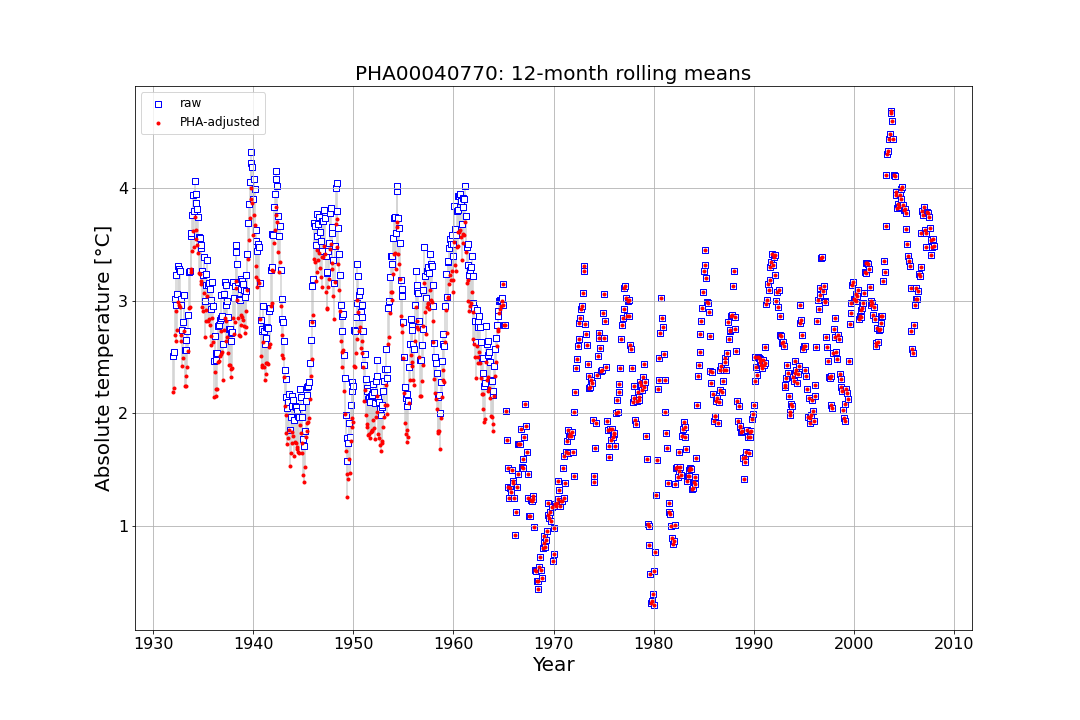 PHA00040770: 12-month rolling means
raw
PHA-adjusted
Absolute temperature [°C]
4
3
2
1
1930 1940 1950 1960 1970 1980 1990 2000 2010
Year